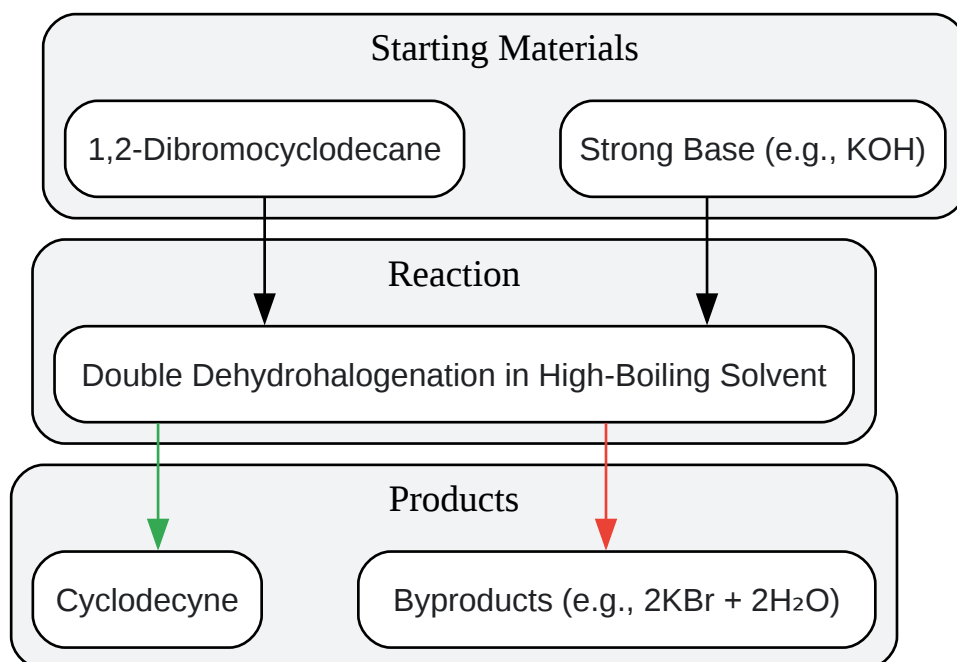 Starting Materials
1,2-Dibromocyclodecane
Strong Base (e.g., KOH)
Reaction
Double Dehydrohalogenation in High-Boiling Solvent
Products
Cyclodecyne
Byproducts (e.g., 2KBr + 2H₂O)